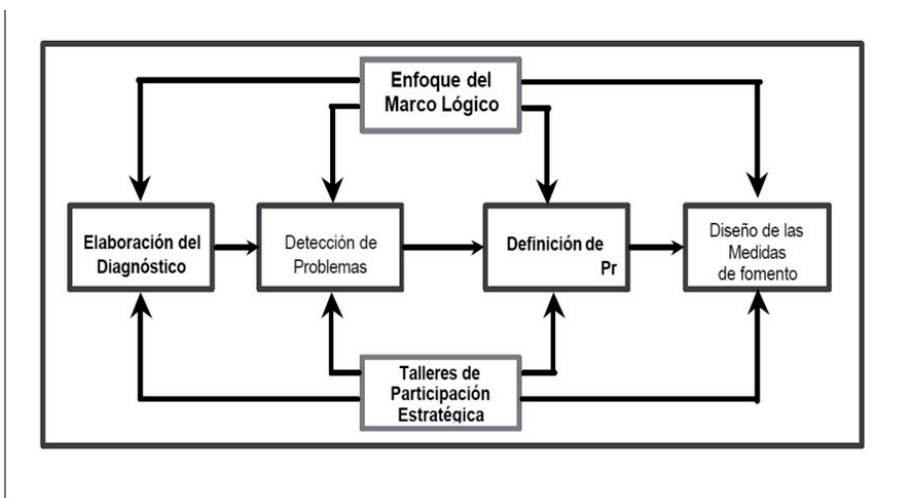 Enfoque del
Marco Lógico
Elaboración del
Diagnóstico
Detección de
Problemas
Definición de
Pr
Diseño de las
Medidas
de fomento
Talleres de
Participación
Estratégica